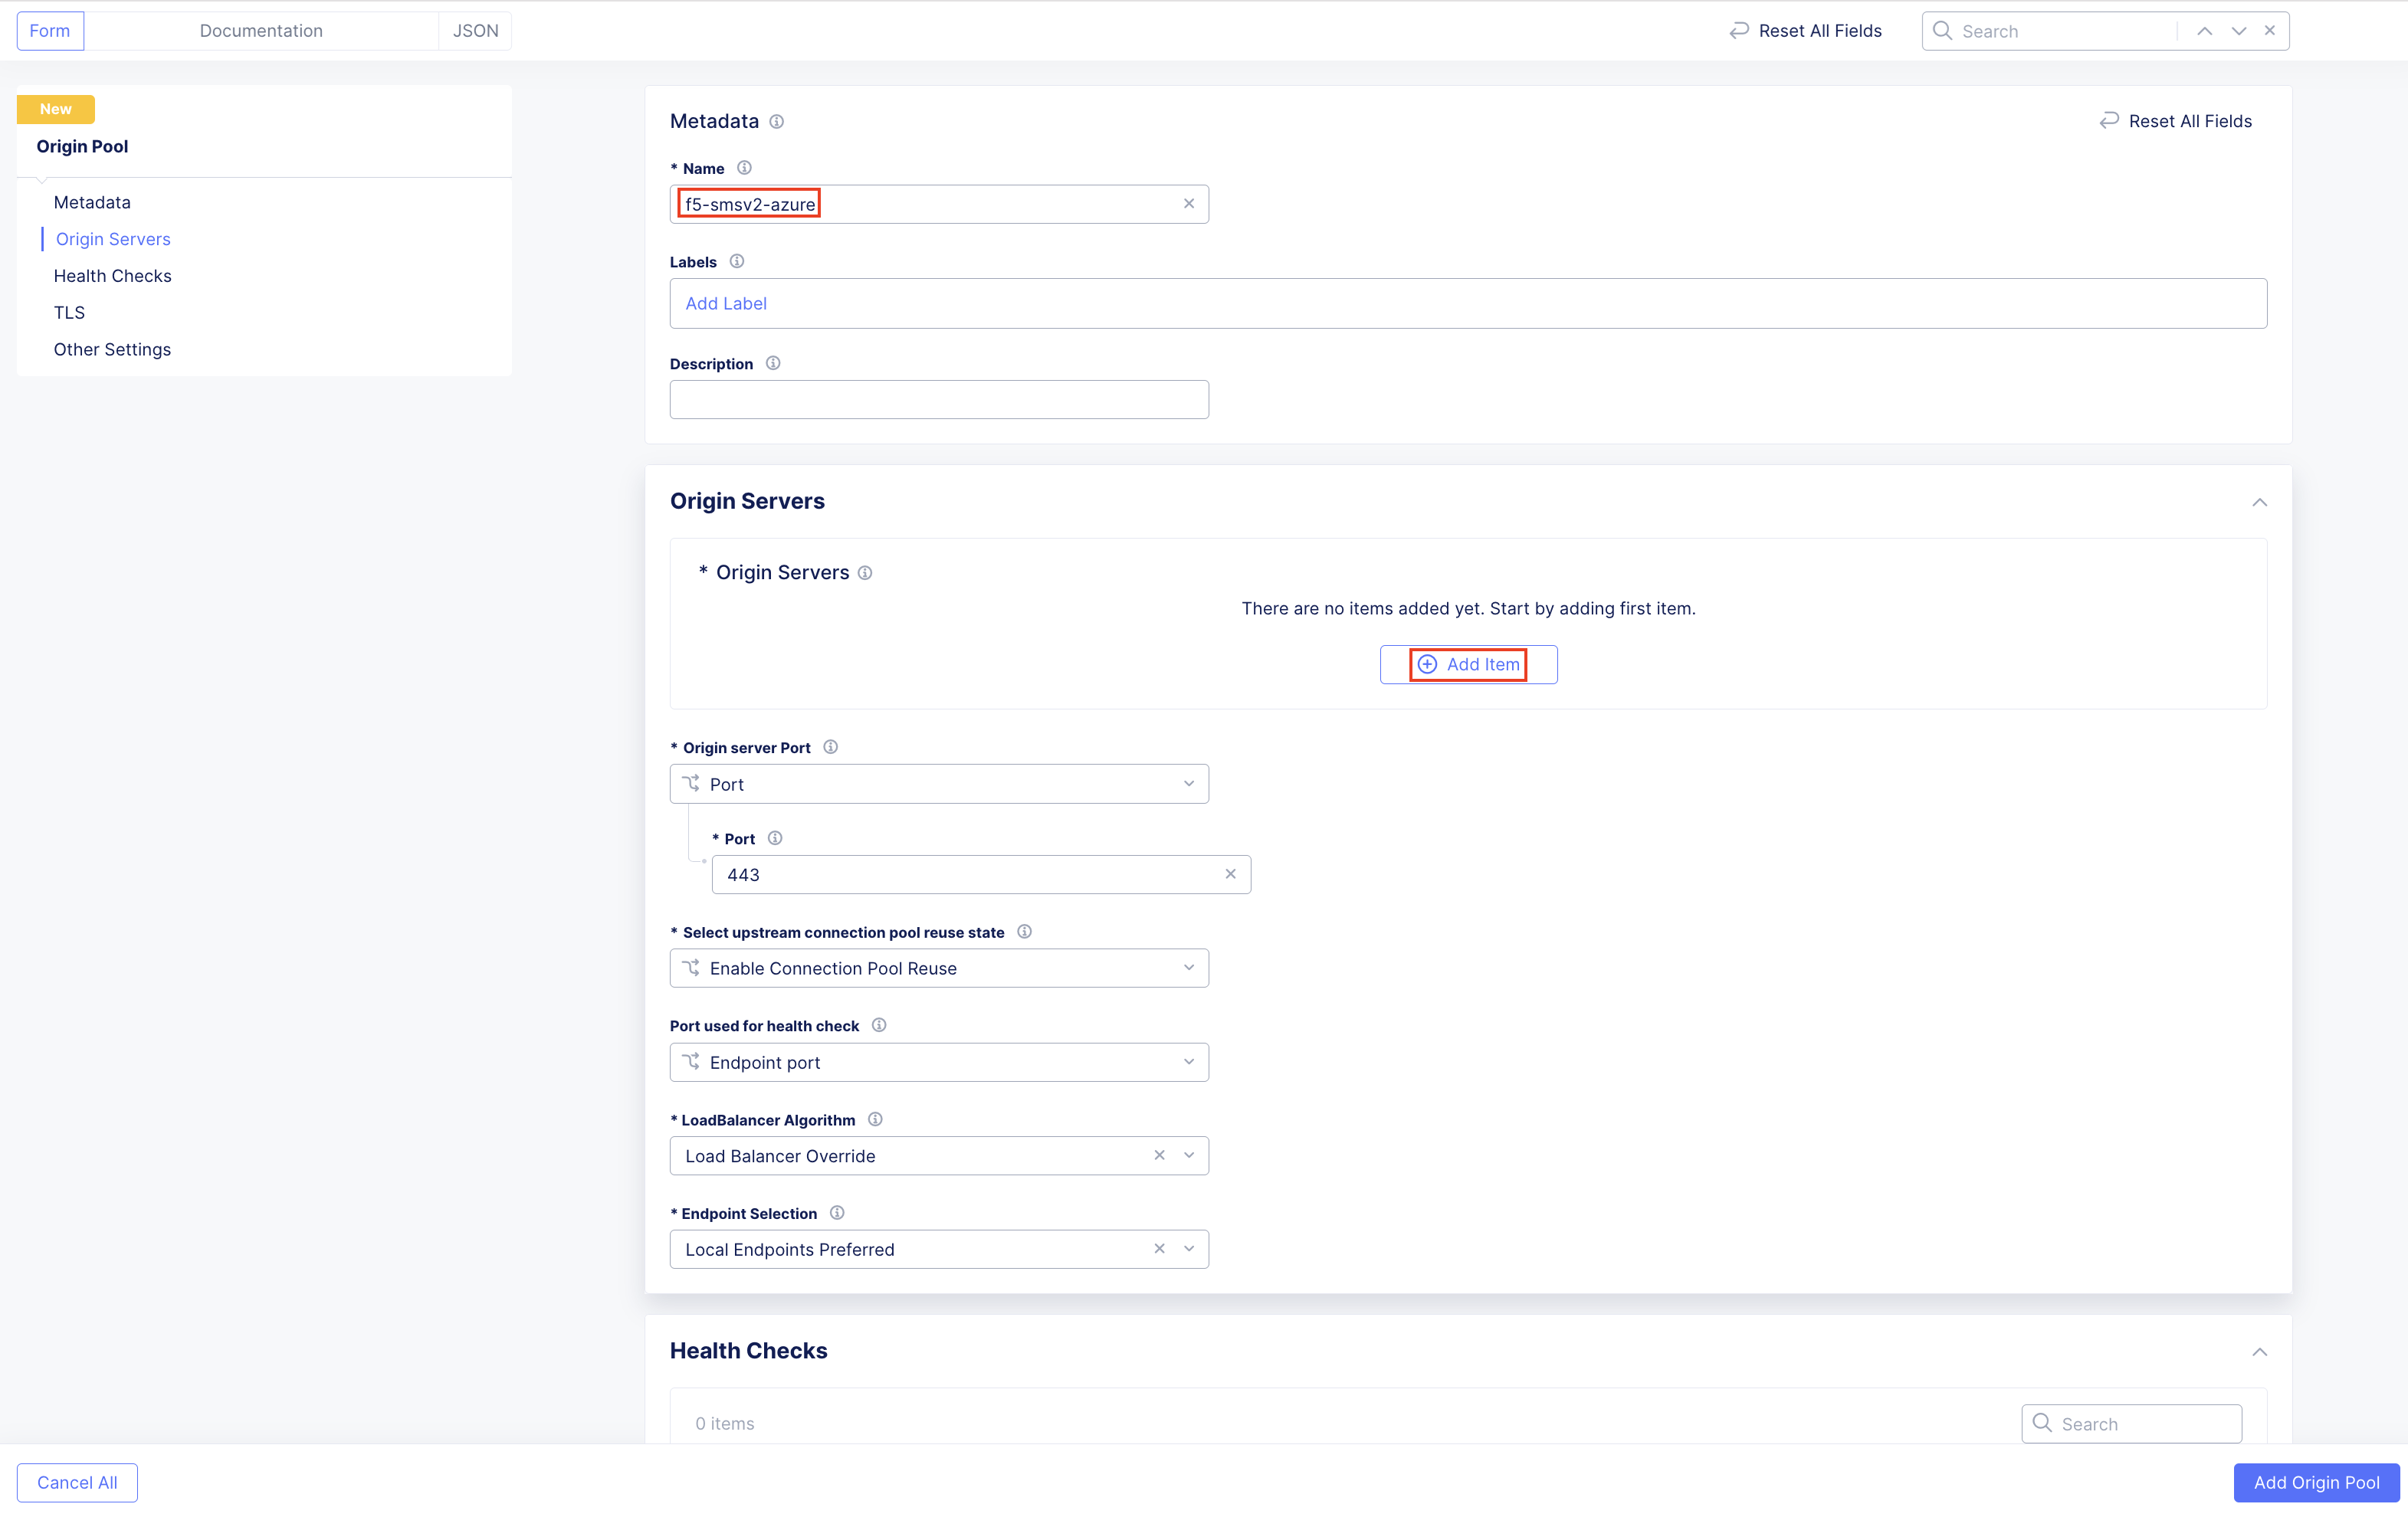 Form Documentation JSON Reset All Fields Search
New
Origin Pool
Metadata
Origin Servers
Health Checks
TLS
Other Settings
Metadata Reset All Fields
* Name
f5-smsv2-azure
Labels
Add Label
Description
Origin Servers
* Origin Servers
There are no items added yet. Start by adding first item.
Add Item
* Origin server Port
Port
* Port
443
* Select upstream connection pool reuse state
Enable Connection Pool Reuse
Port used for health check
Endpoint port
* LoadBalancer Algorithm
Load Balancer Override
* Endpoint Selection
Local Endpoints Preferred
Health Checks
0 items Search
Cancel All Add Origin Pool